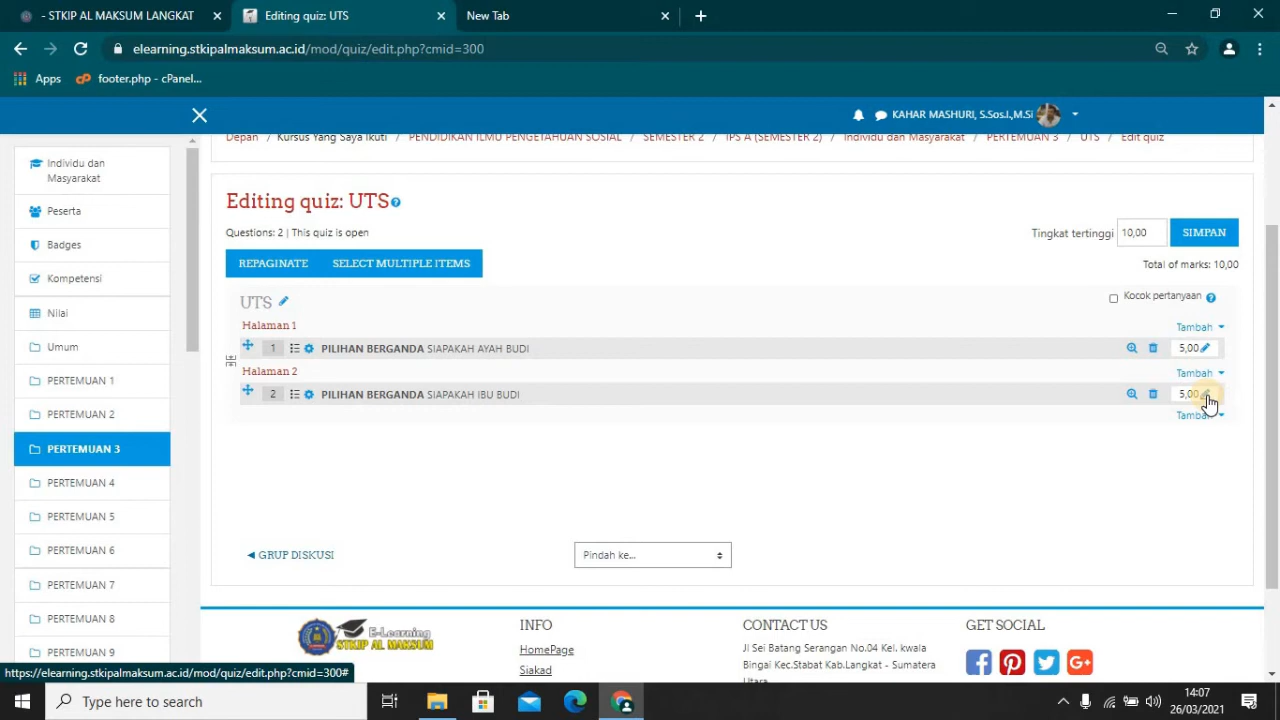 - STKIP AL MAKSUM LANGKAT
Editing quiz: UTS
New Tab
elearning.stkipalmaksum.ac.id/mod/quiz/edit.php?cmid=300
Apps
footer.php - cPanel...
KAHAR MASHURI, S.Sos.I.,M.Si
Depan / Kursus Yang Saya Ikuti / PENDIDIKAN ILMU PENGETAHUAN SOSIAL / SEMESTER 2 / IPS A (SEMESTER 2) / Individu dan Masyarakat / PERTEMUAN 3 / UTS / Edit quiz
Individu dan
Masyarakat
Peserta
Badges
Kompetensi
Nilai
Umum
PERTEMUAN 1
PERTEMUAN 2
PERTEMUAN 3
PERTEMUAN 4
PERTEMUAN 5
PERTEMUAN 6
PERTEMUAN 7
PERTEMUAN 8
PERTEMUAN 9
Editing quiz: UTS
Questions: 2 | This quiz is open
Tingkat tertinggi 10,00 SIMPAN
REPAGINATE SELECT MULTIPLE ITEMS
Total of marks: 10,00
UTS
Kocok pertanyaan
Halaman 1
Tambah
1 PILIHAN BERGANDA SIAPAKAH AYAH BUDI 5,00
Halaman 2
Tambah
2 PILIHAN BERGANDA SIAPAKAH IBU BUDI 5,00
Tambah
◄ GRUP DISKUSI
Pindah ke...
E-Learning
STKIP AL MAKSUM
INFO
HomePage
Siakad
CONTACT US
Jl Sei Batang Serangan No.04 Kel. kwala
Bingai Kec.Stabat Kab.Langkat - Sumatera
Utara
GET SOCIAL
https://elearning.stkipalmaksum.ac.id/mod/quiz/edit.php?cmid=300#
Type here to search
14:07
26/03/2021